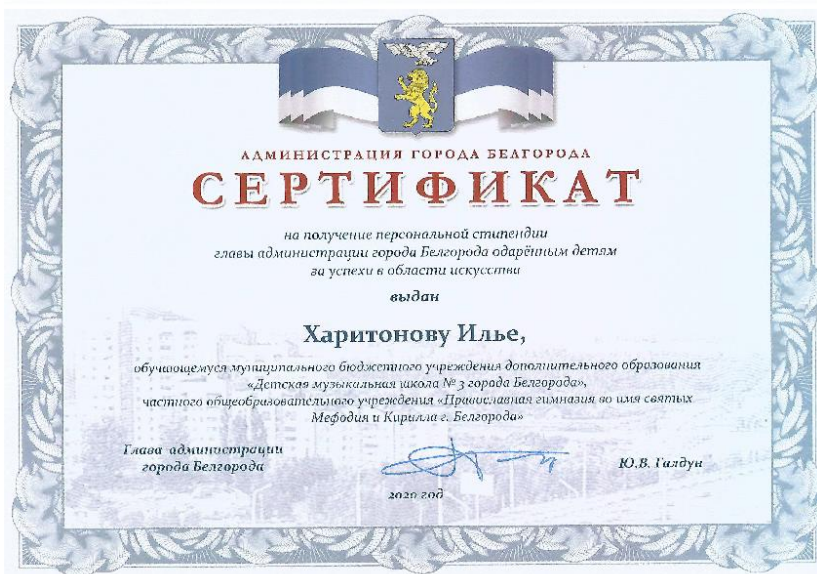 АДМИНИСТРАЦИЯ ГОРОДА БЕЛГОРОДА
СЕРТИФИКАТ
на получение персональной стипендии
главы администрации города Белгорода одарённым детям
за успехи в области искусства
выдан
Харитонову Илье,
обучающемуся муниципального бюджетного учреждения дополнительного образования
«Детская музыкальная школа № 3 города Белгорода»,
частного общеобразовательного учреждения «Православная гимназия во имя святых
Мефодия и Кирилла г. Белгорода»
Глава администрации
города Белгорода
Ю.В. Галдун
2020 год